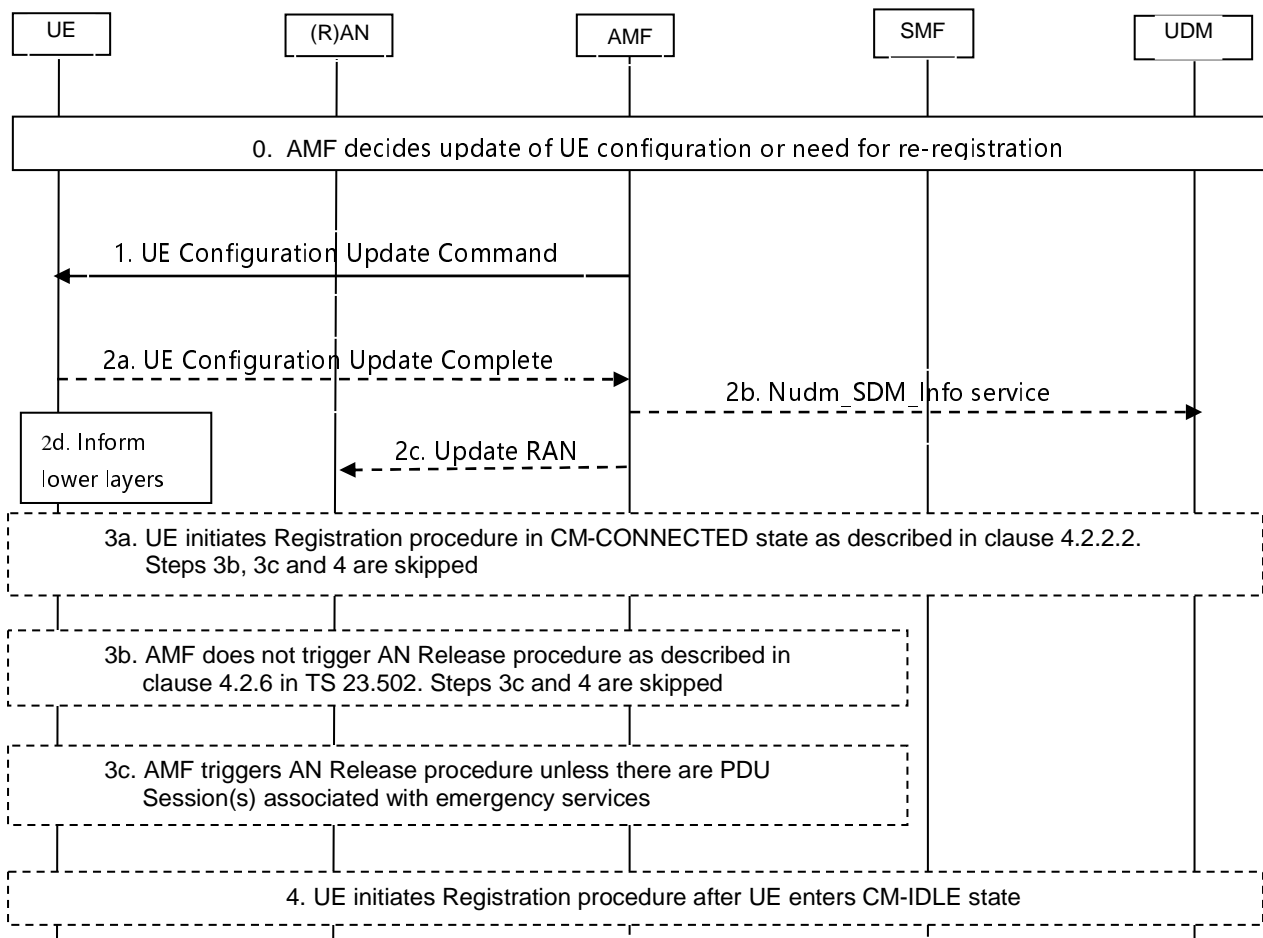 UE
(R)AN
AMF
SMF
UDM
0. AMF decides update of UE configuration or need for re-registration
1. UE Configuration Update Command
2a. UE Configuration Update Complete
2b. Nudm_SDM_Info service
2c. Update RAN
2d. Inform
lower layers
3a. UE initiates Registration procedure in CM-CONNECTED state as described in clause 4.2.2.2.
Steps 3b, 3c and 4 are skipped
3b. AMF does not trigger AN Release procedure as described in
clause 4.2.6 in TS 23.502. Steps 3c and 4 are skipped
3c. AMF triggers AN Release procedure unless there are PDU
Session(s) associated with emergency services
4. UE initiates Registration procedure after UE enters CM-IDLE state